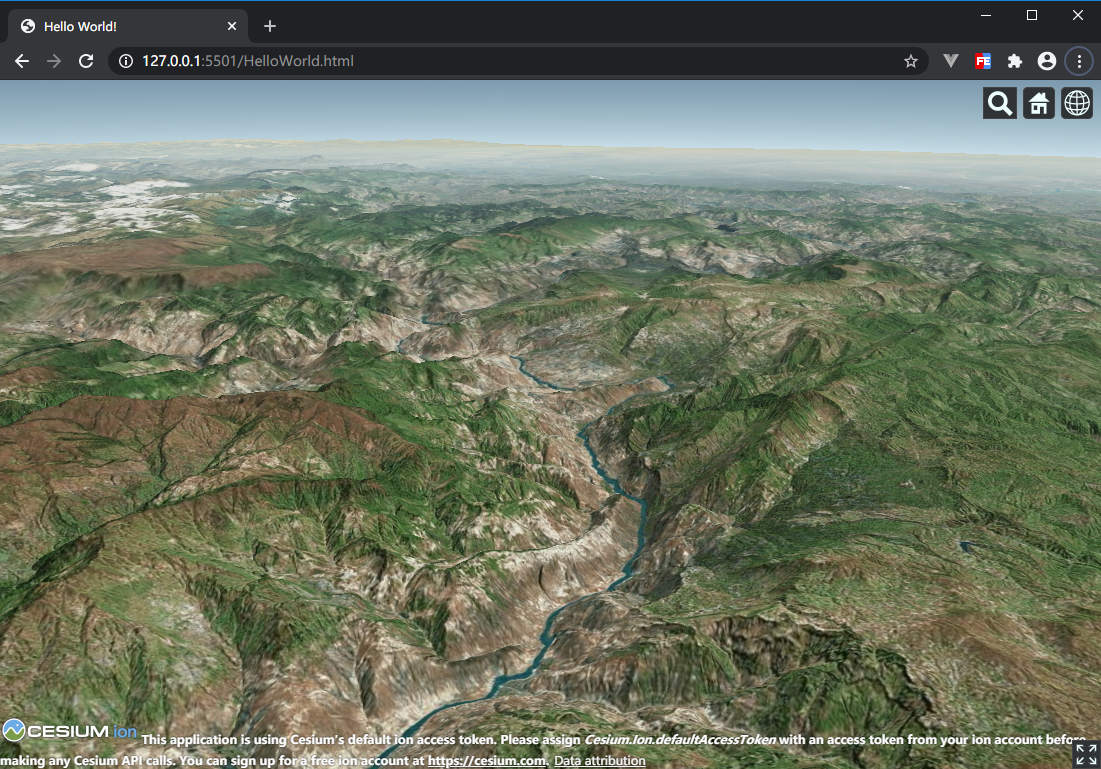 Hello World!
127.0.0.1:5501/HelloWorld.html
FE
CESIUM ion This application is using Cesium's default ion access token. Please assign Cesium.Ion.defaultAccessToken with an access token from your ion account before
making any Cesium API calls. You can sign up for a free ion account at https://cesium.com. Data attribution